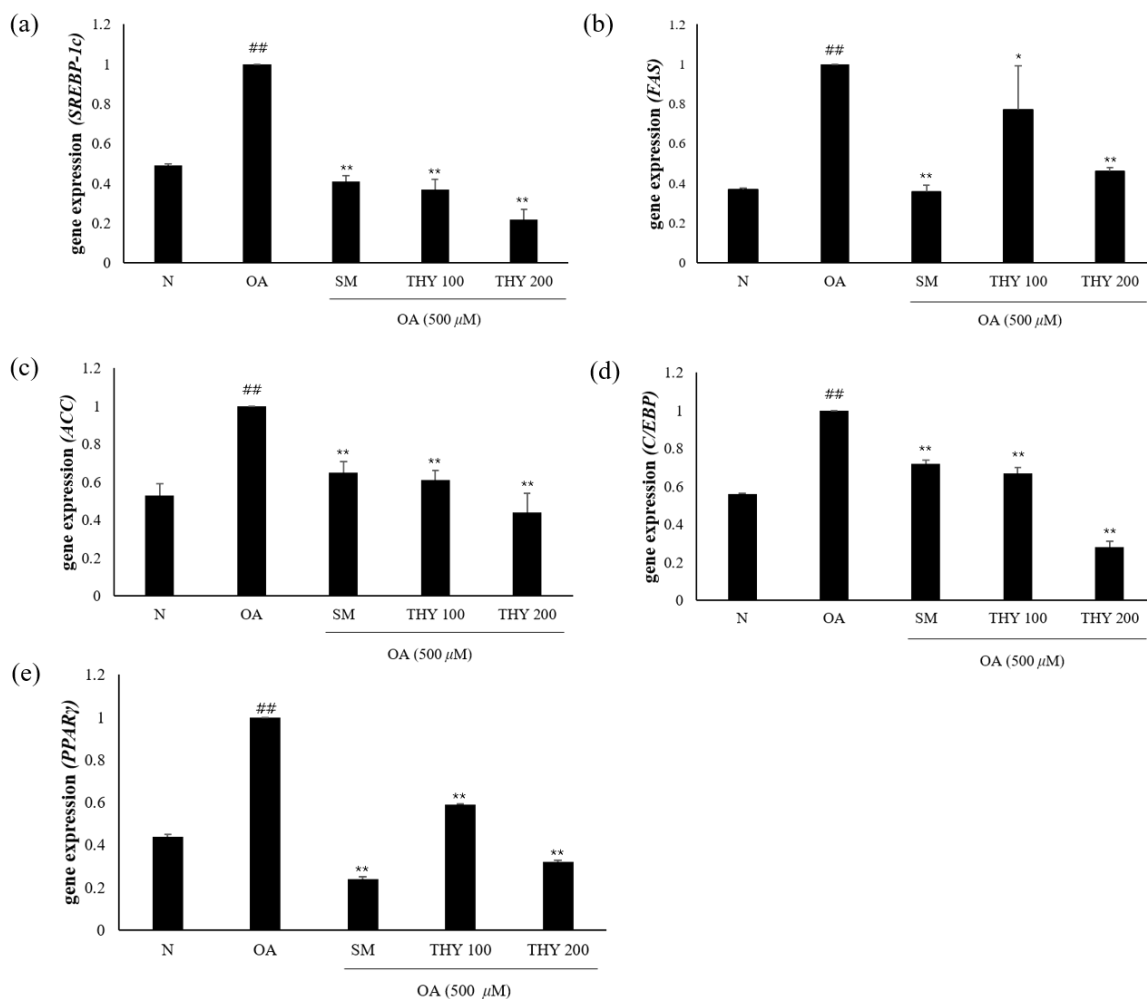 (a)
gene expression (SREBP-1c)
1.2
1
0.8
0.6
0.4
0.2
0
##
**
**
**
N OA SM THY 100 THY 200
OA (500 μM)
(b)
gene expression (FAS)
1.2
1
0.8
0.6
0.4
0.2
0
##
**
*
**
N OA SM THY 100 THY 200
OA (500 μM)
(c)
gene expression (ACC)
1.2
1
0.8
0.6
0.4
0.2
0
##
**
**
**
N OA SM THY 100 THY 200
OA (500 μM)
(d)
gene expression (C/EBP)
1.2
1
0.8
0.6
0.4
0.2
0
##
**
**
**
N OA SM THY 100 THY 200
OA (500 μM)
(e)
gene expression (PPARγ)
1.2
1
0.8
0.6
0.4
0.2
0
##
**
**
**
N OA SM THY 100 THY 200
OA (500 μM)